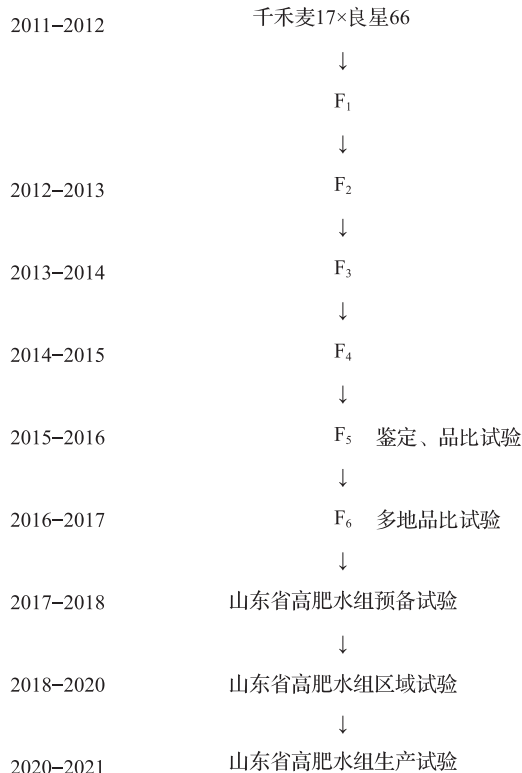 2011–2012 千禾麦17×良星66
↓
F₁
↓
2012–2013 F₂
↓
2013–2014 F₃
↓
2014–2015 F₄
↓
2015–2016 F₅ 鉴定、品比试验
↓
2016–2017 F₆ 多地品比试验
↓
2017–2018 山东省高肥水组预备试验
↓
2018–2020 山东省高肥水组区域试验
↓
2020–2021 山东省高肥水组生产试验